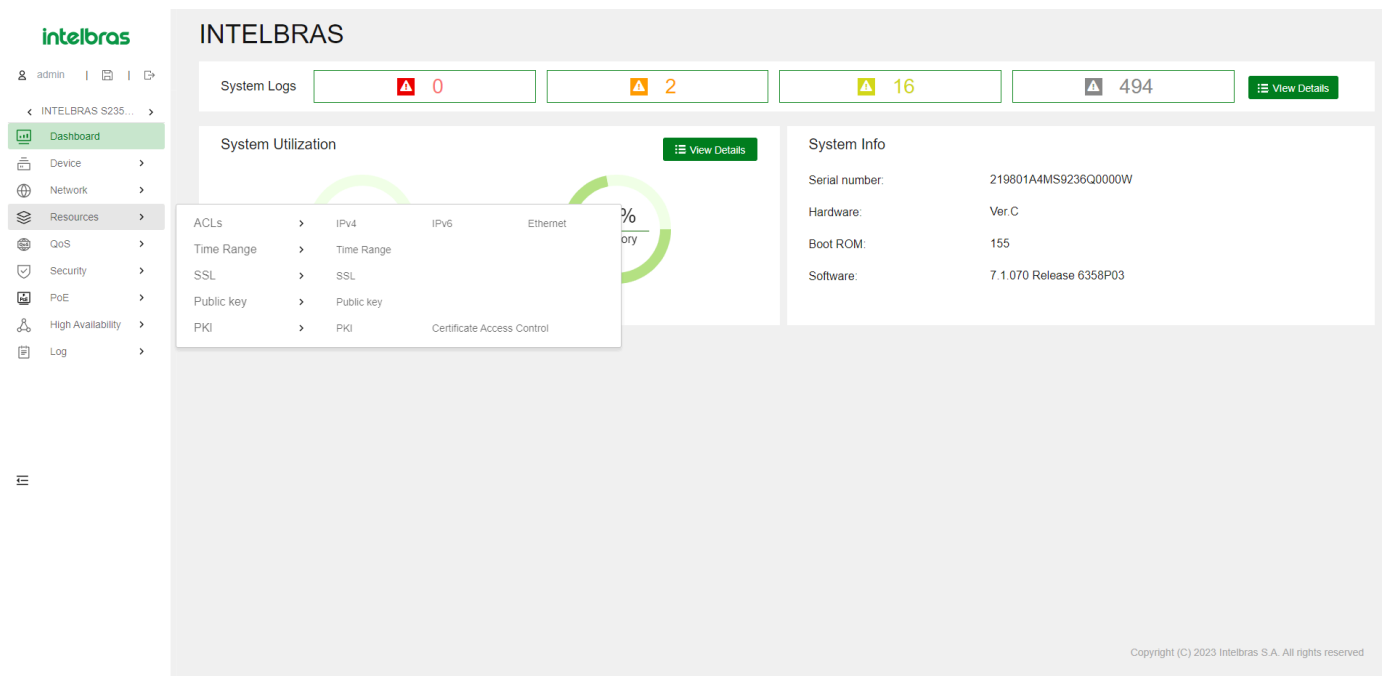 intelbras
admin
INTELBRAS S235...
Dashboard
Device
Network
Resources
QoS
Security
PoE
High Availability
Log
INTELBRAS
System Logs 0 2 16 494 View Details
System Utilization View Details
%
ory
ACLs IPv4 IPv6 Ethernet
Time Range Time Range
SSL SSL
Public key Public key
PKI PKI Certificate Access Control
System Info
Serial number: 219801A4MS9236Q0000W
Hardware: Ver.C
Boot ROM: 155
Software: 7.1.070 Release 6358P03
Copyright (C) 2023 Intelbras S.A. All rights reserved